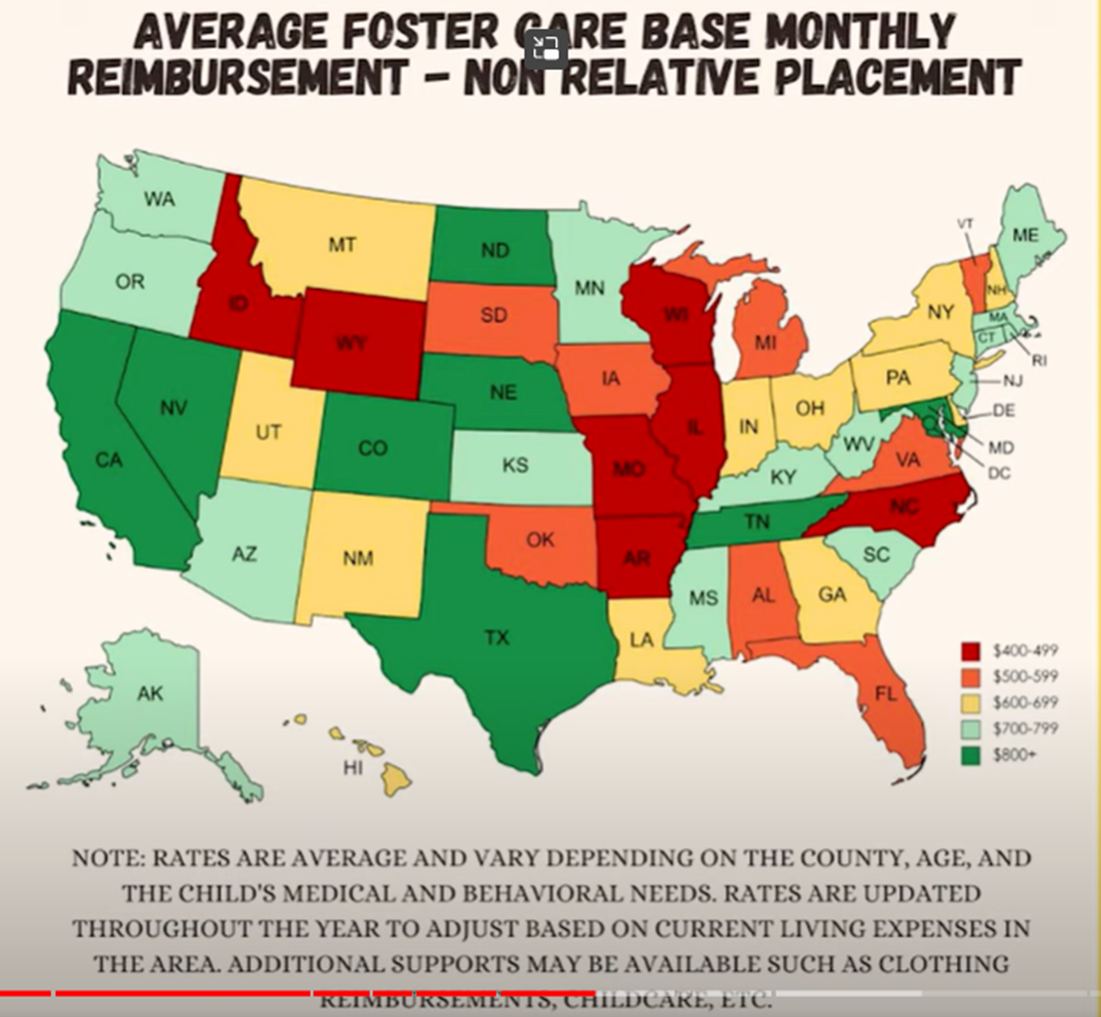 AVERAGE FOSTER CARE BASE MONTHLY
REIMBURSEMENT – NON RELATIVE PLACEMENT
WA
MT
ND
MN
VT
ME
OR
ID
SD
WI
NH
NY
MA
WY
MI
CT
RI
IA
PA
NJ
NE
NV
OH
IN
DE
UT
IL
CO
WV
MD
CA
KS
MO
VA
DC
KY
NC
TN
OK
AZ
NM
AR
SC
MS
AL
GA
TX
LA
AK
FL
HI
$400-499
$500-599
$600-699
$700-799
$800+
NOTE: RATES ARE AVERAGE AND VARY DEPENDING ON THE COUNTY, AGE, AND
THE CHILD'S MEDICAL AND BEHAVIORAL NEEDS. RATES ARE UPDATED
THROUGHOUT THE YEAR TO ADJUST BASED ON CURRENT LIVING EXPENSES IN
THE AREA. ADDITIONAL SUPPORTS MAY BE AVAILABLE SUCH AS CLOTHING
REIMBURSEMENTS, CHILDCARE, ETC.